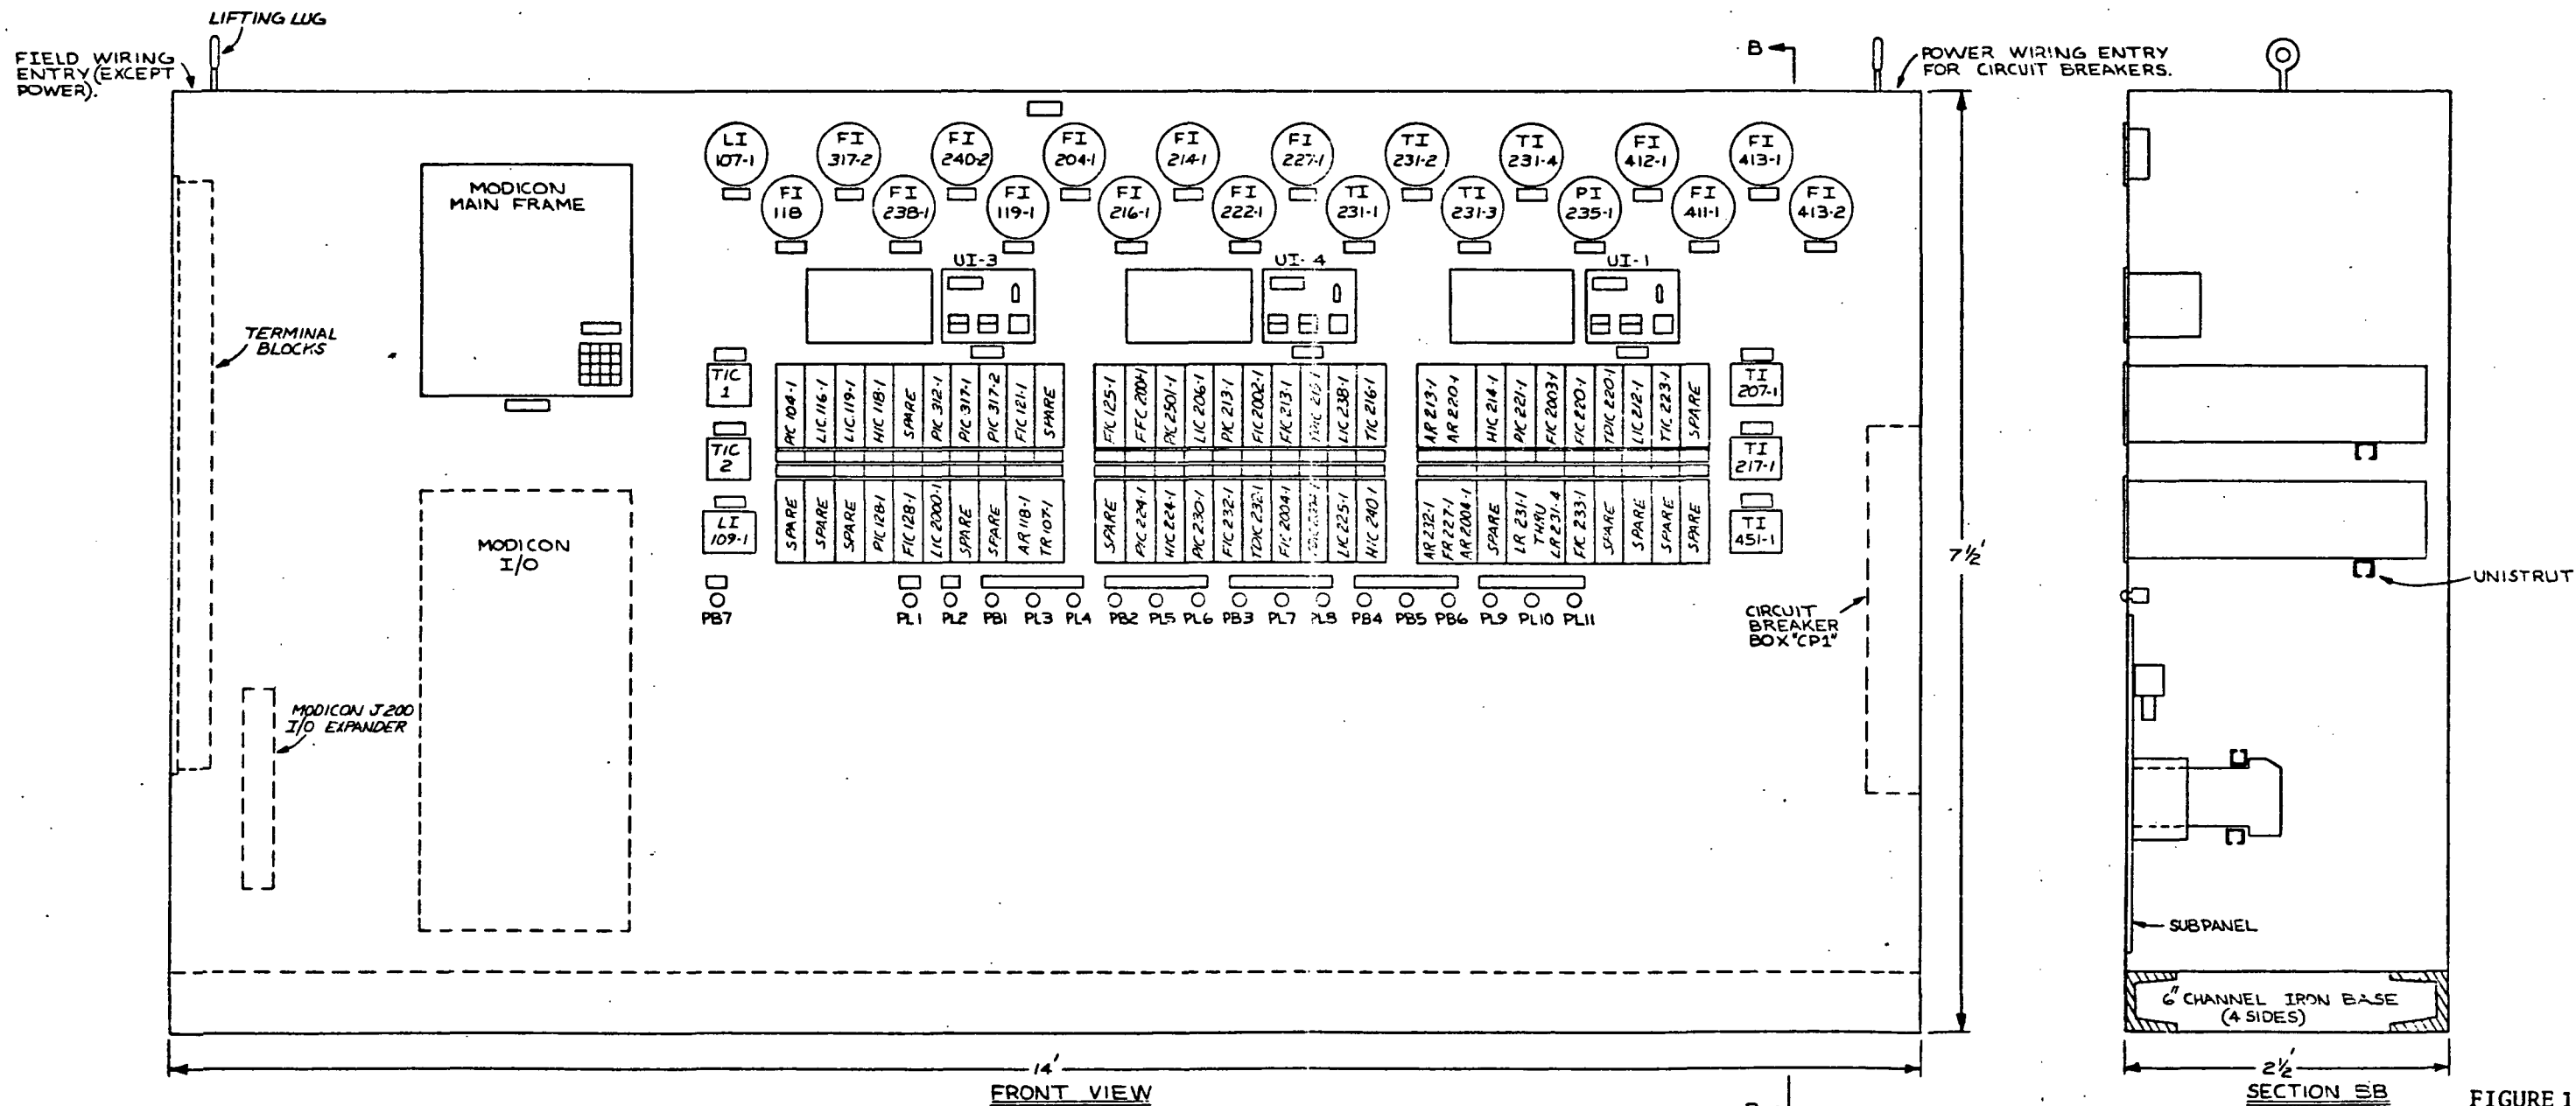 LIFTING LUG
FIELD WIRING
ENTRY (EXCEPT
POWER).
B
POWER WIRING ENTRY
FOR CIRCUIT BREAKERS.
LI
107-1
FI
317-2
FI
240-2
FI
204-1
FI
214-1
FI
227-1
TI
231-2
TI
231-4
FI
412-1
FI
413-1
FI
118
FI
238-1
FI
119-1
FI
216-1
FI
222-1
TI
231-1
TI
231-3
PI
235-1
FI
411-1
FI
413-2
MODICON
MAIN FRAME
UI-3
UI-4
UI-1
TERMINAL
BLOCKS
TIC
1
TIC
2
LI
109-1
PIC 104-1
LIC 116-1
LIC 119-1
HIC 118-1
SPARE
PIC 312-1
PIC 317-1
PIC 317-2
FIC 121-1
SPARE
FIC 125-1
FFC 2001-1
PIC 2501-1
LIC 206-1
PIC 213-1
FIC 2002-1
FIC 213-1
LIC 238-1
TIC 216-1
AR 213-1
AR 220-1
HIC 214-1
PIC 221-1
FIC 2003-1
FIC 220-1
TDIC 220-1
LIC 212-1
TIC 223-1
SPARE
TI
207-1
TI
217-1
TI
451-1
SPARE
SPARE
SPARE
PIC 128-1
FIC 128-1
LIC 2000-1
SPARE
SPARE
AR 118-1
TR 107-1
SPARE
PIC 224-1
HIC 224-1
PIC 230-1
FIC 232-1
TDIC 232-1
FIC 2004-1
LIC 225-1
HIC 240-1
AR 232-1
FR 227-1
AR 2004-1
SPARE
LR 231-1
THRU
LR 231-4
FIC 233-1
SPARE
SPARE
SPARE
SPARE
MODICON
I/O
7½'
UNISTRUT
PB7
PL1
PL2
PB1
PL3
PL4
PB2
PL5
PL6
PB3
PL7
PL8
PB4
PB5
PB6
PL9
PL10
PL11
CIRCUIT
BREAKER
BOX "CP1"
MODICON J200
I/O EXPANDER
SUBPANEL
6" CHANNEL IRON BASE
(4 SIDES)
14'
2½'
FRONT VIEW
SECTION BB
FIGURE 1